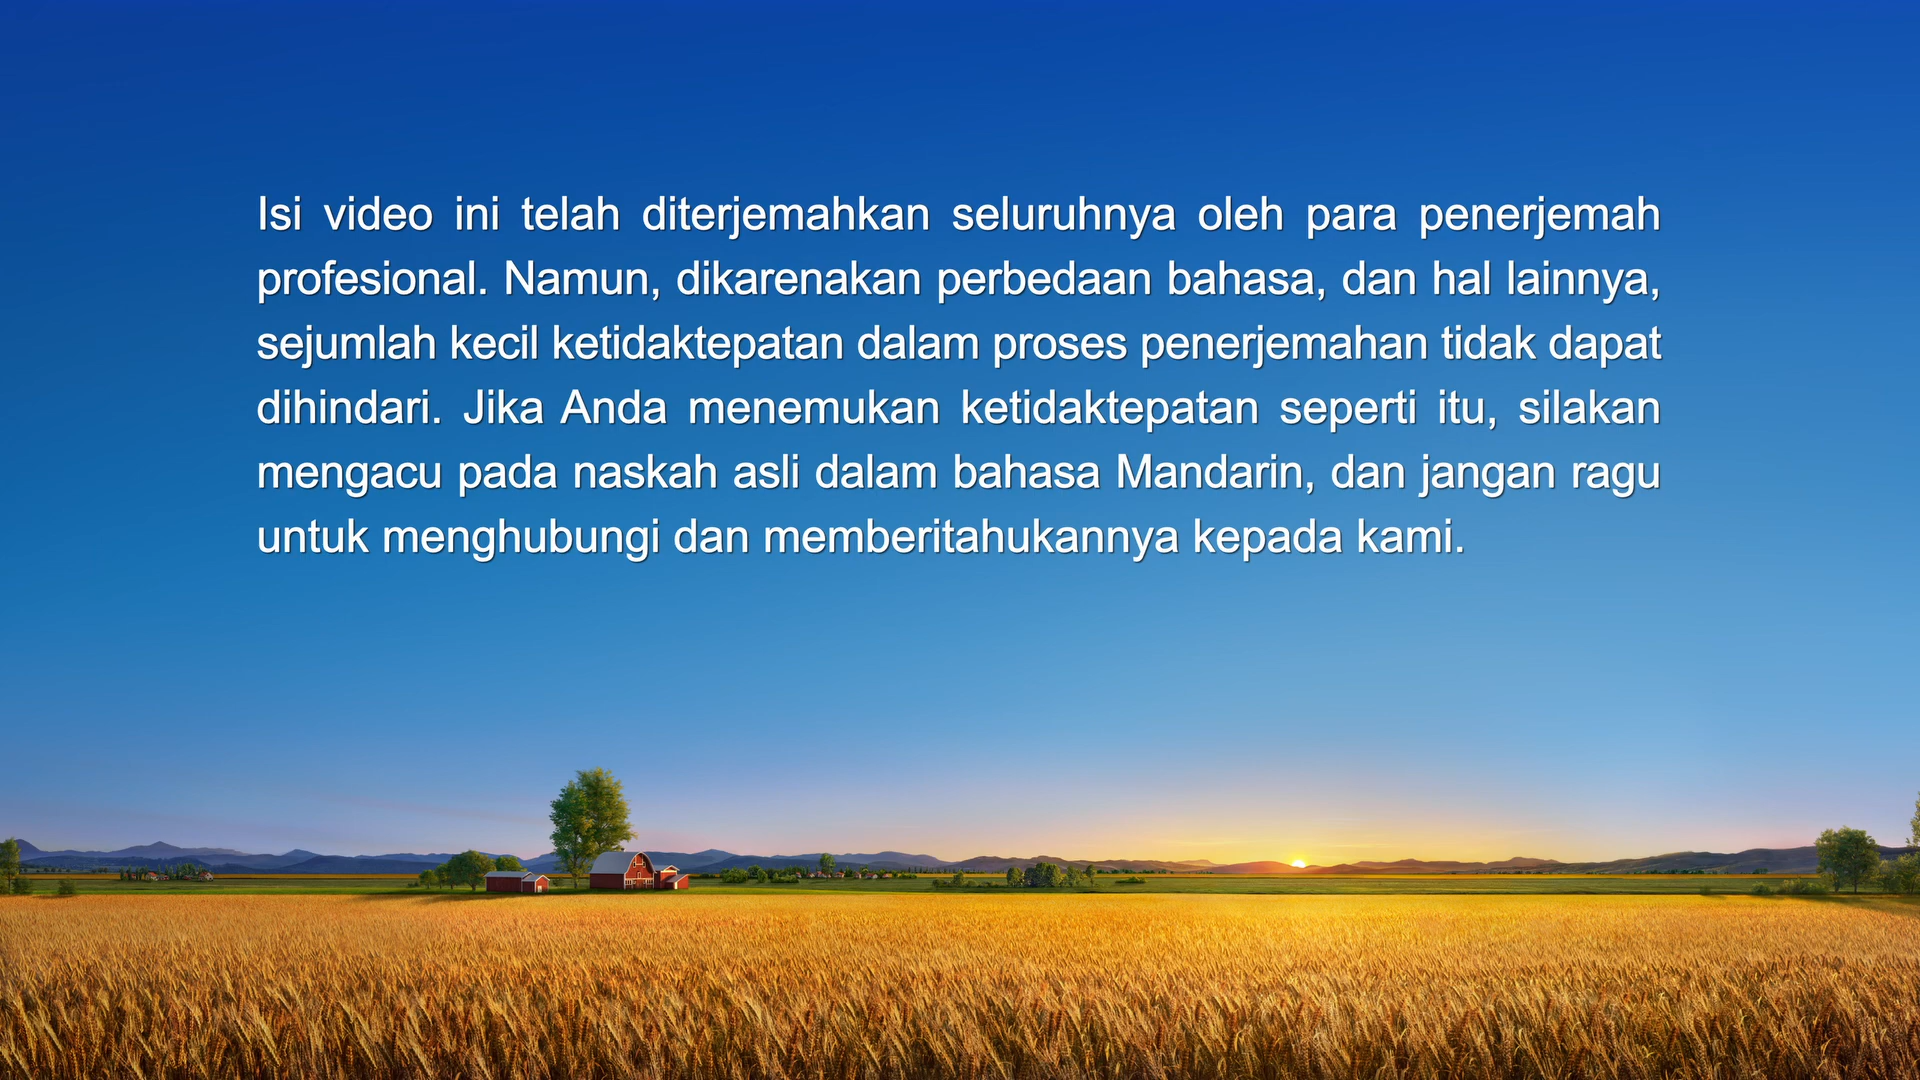 Isi video ini telah diterjemahkan seluruhnya oleh para penerjemah
profesional. Namun, dikarenakan perbedaan bahasa, dan hal lainnya,
sejumlah kecil ketidaktepatan dalam proses penerjemahan tidak dapat
dihindari. Jika Anda menemukan ketidaktepatan seperti itu, silakan
mengacu pada naskah asli dalam bahasa Mandarin, dan jangan ragu
untuk menghubungi dan memberitahukannya kepada kami.